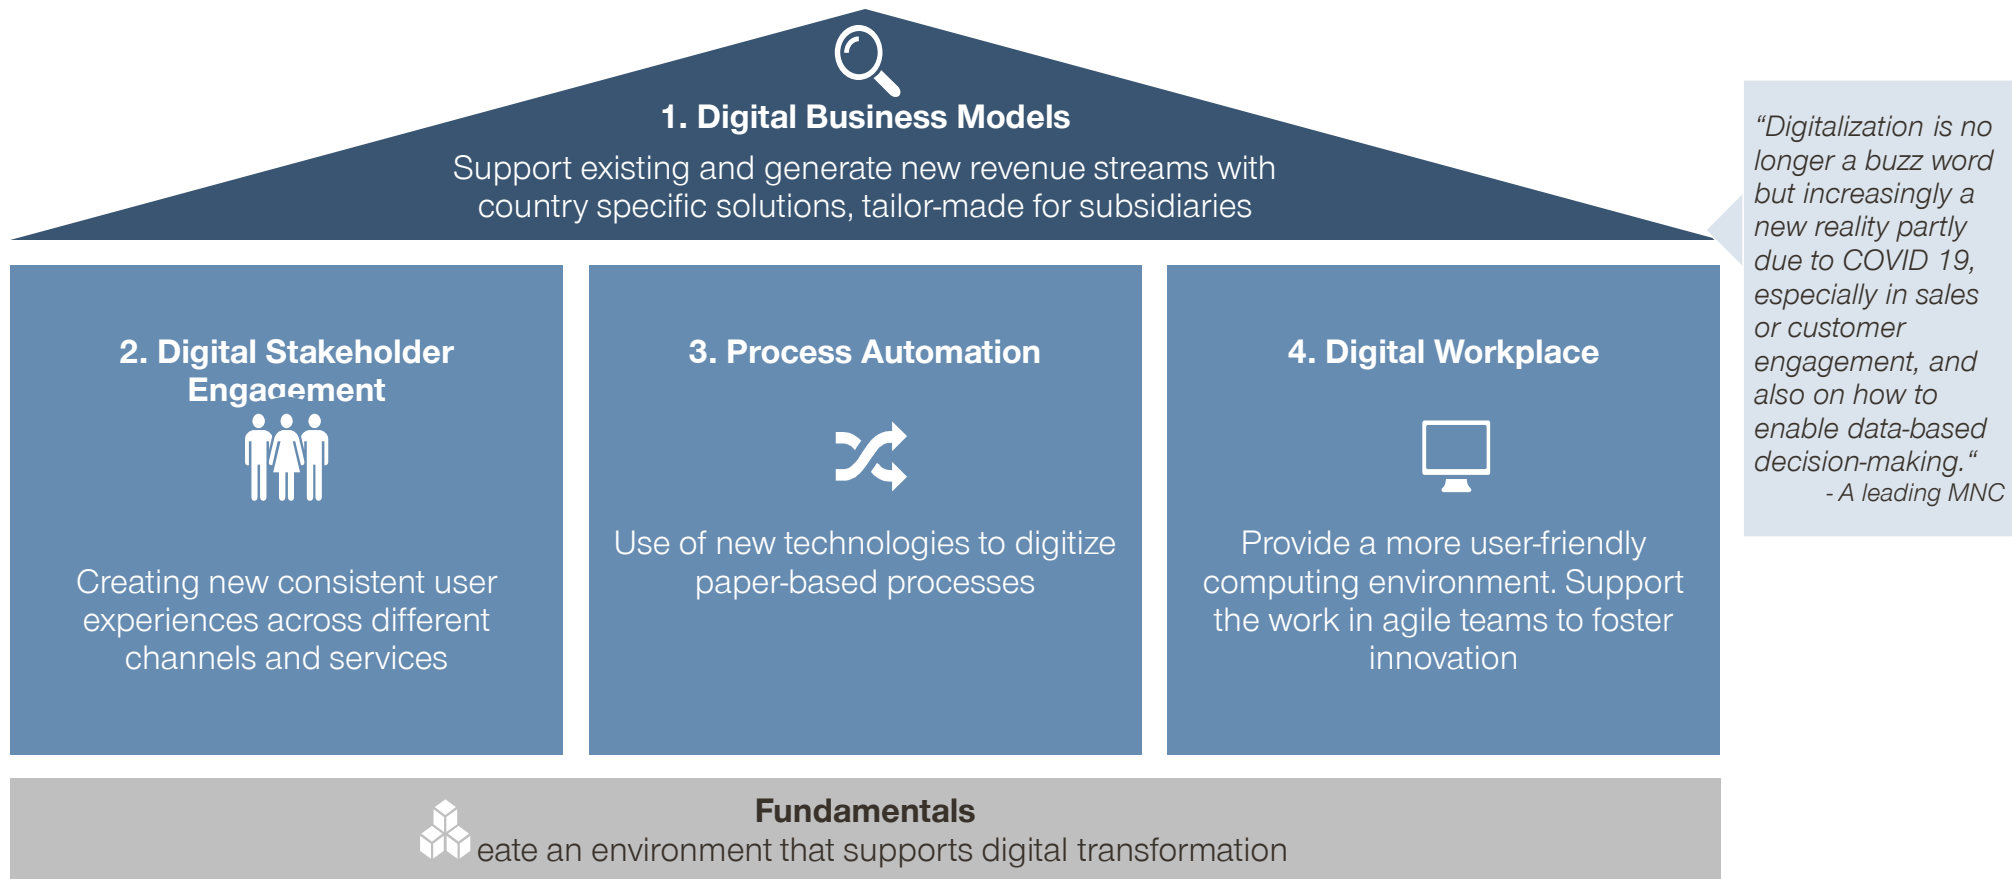 1. Digital Business Models
Support existing and generate new revenue streams with
country specific solutions, tailor-made for subsidiaries
2. Digital Stakeholder
Engagement
Creating new consistent user
experiences across different
channels and services
3. Process Automation
Use of new technologies to digitize
paper-based processes
4. Digital Workplace
Provide a more user-friendly
computing environment. Support
the work in agile teams to foster
innovation
Fundamentals
eate an environment that supports digital transformation
“Digitalization is no
longer a buzz word
but increasingly a
new reality partly
due to COVID 19,
especially in sales
or customer
engagement, and
also on how to
enable data-based
decision-making.“
- A leading MNC